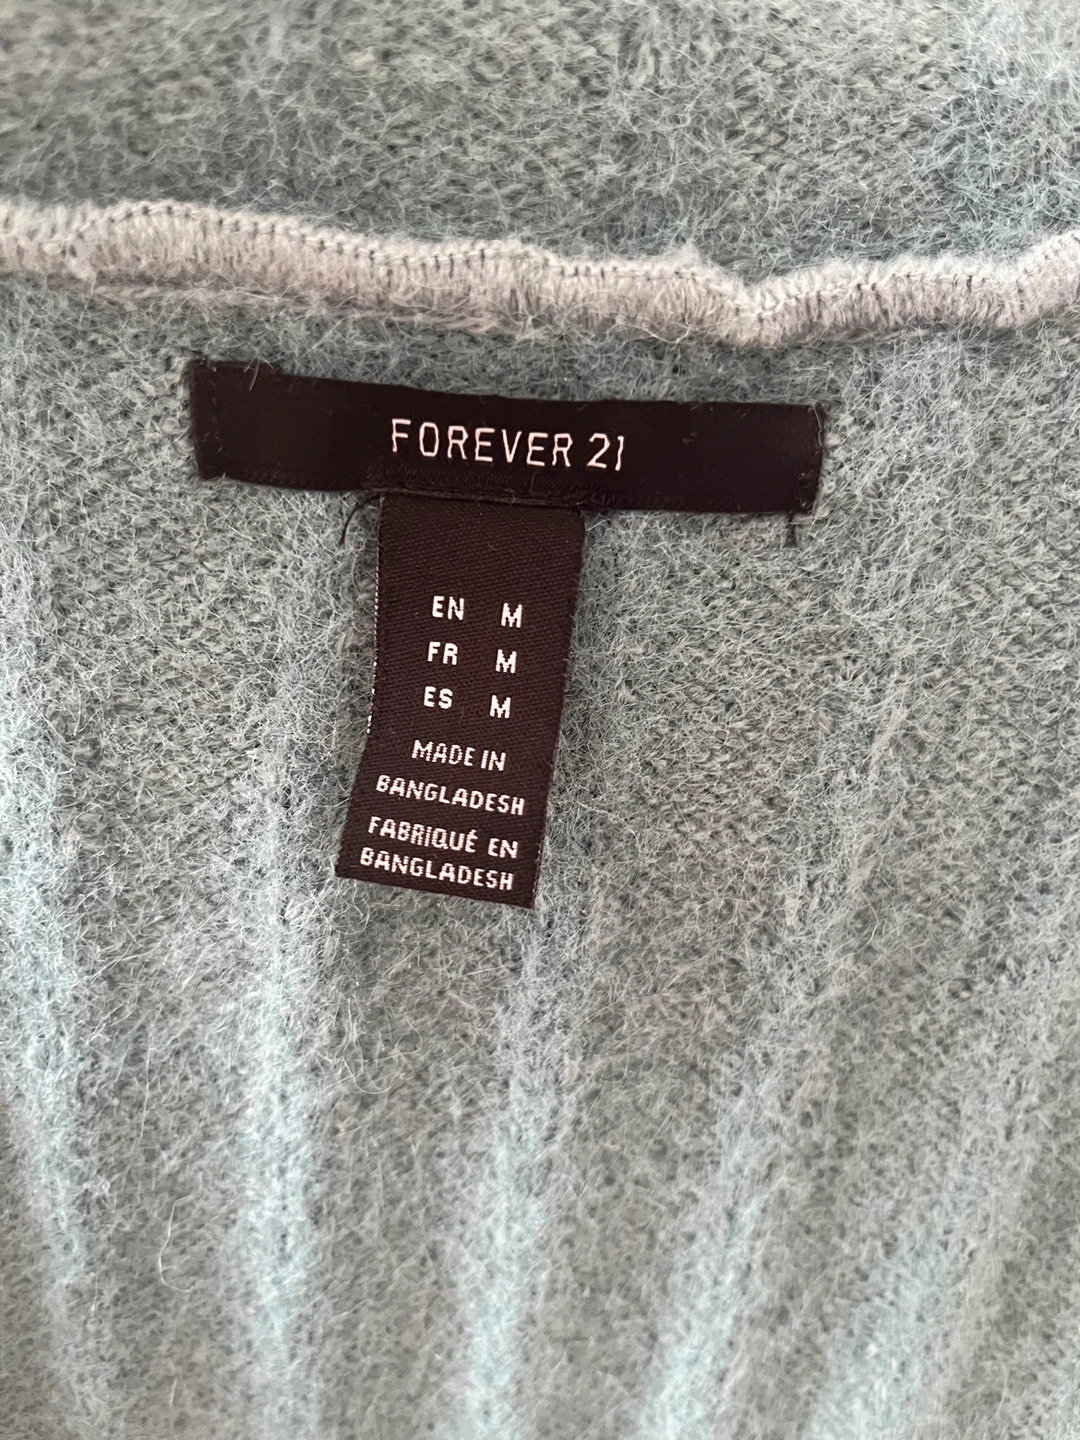 FOREVER 21
EN M
FR M
ES M
MADE IN
BANGLADESH
FABRIQUÉ EN
BANGLADESH